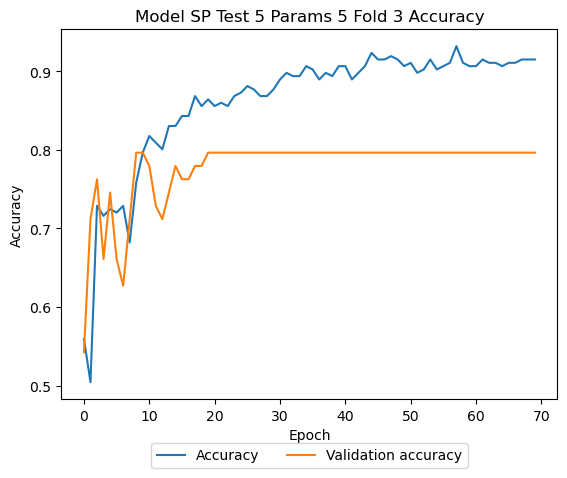 Model SP Test 5 Params 5 Fold 3 Accuracy
Accuracy
0.9
0.8
0.7
0.6
0.5
0 10 20 30 40 50 60 70
Epoch
Accuracy Validation accuracy